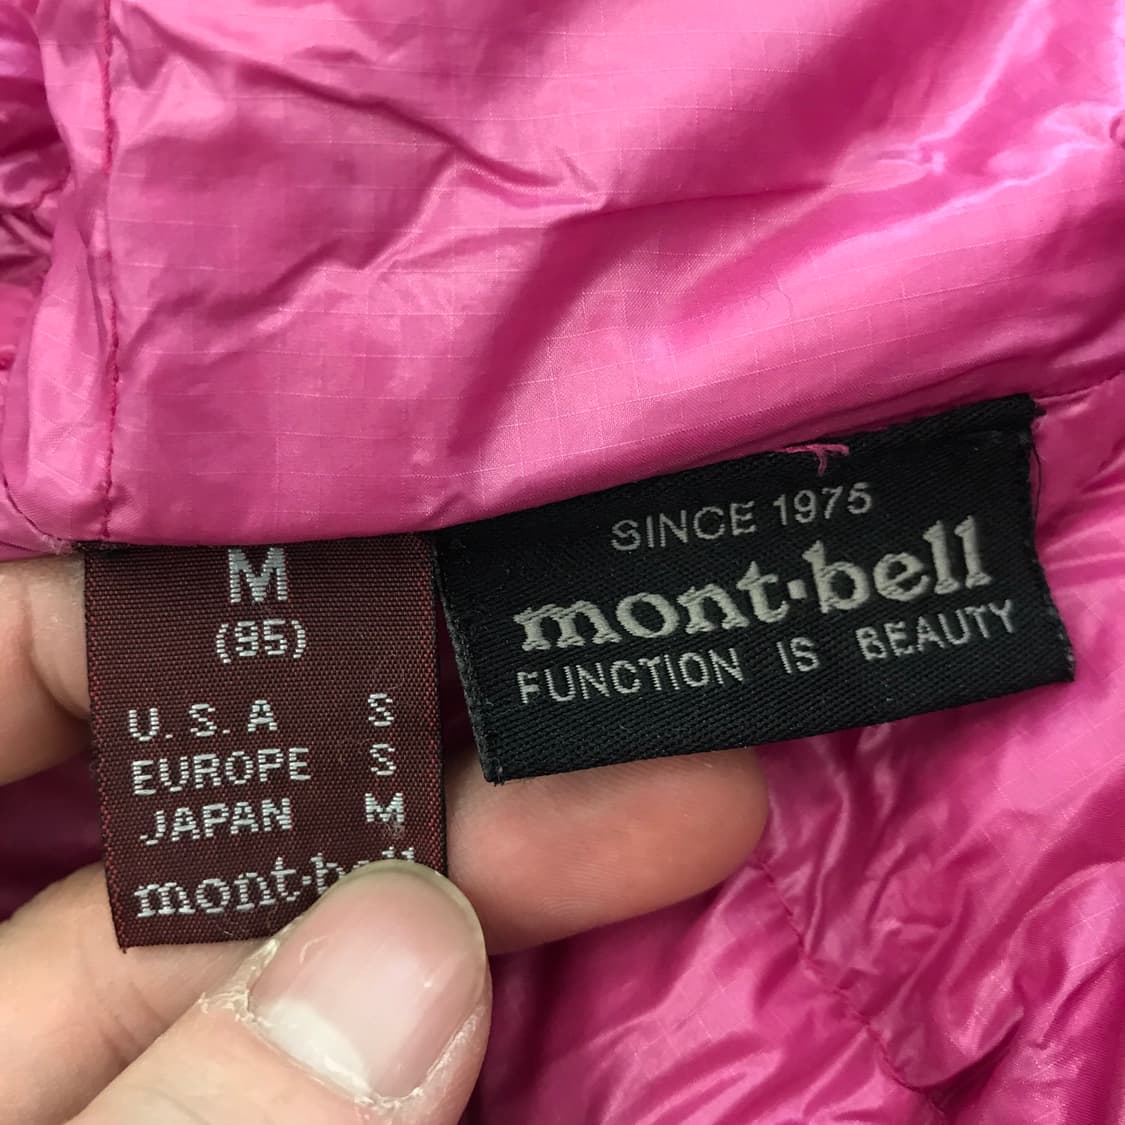 M
(95)
U.S.A S
EUROPE S
JAPAN M
SINCE 1975
mont·bell
FUNCTION IS BEAUTY